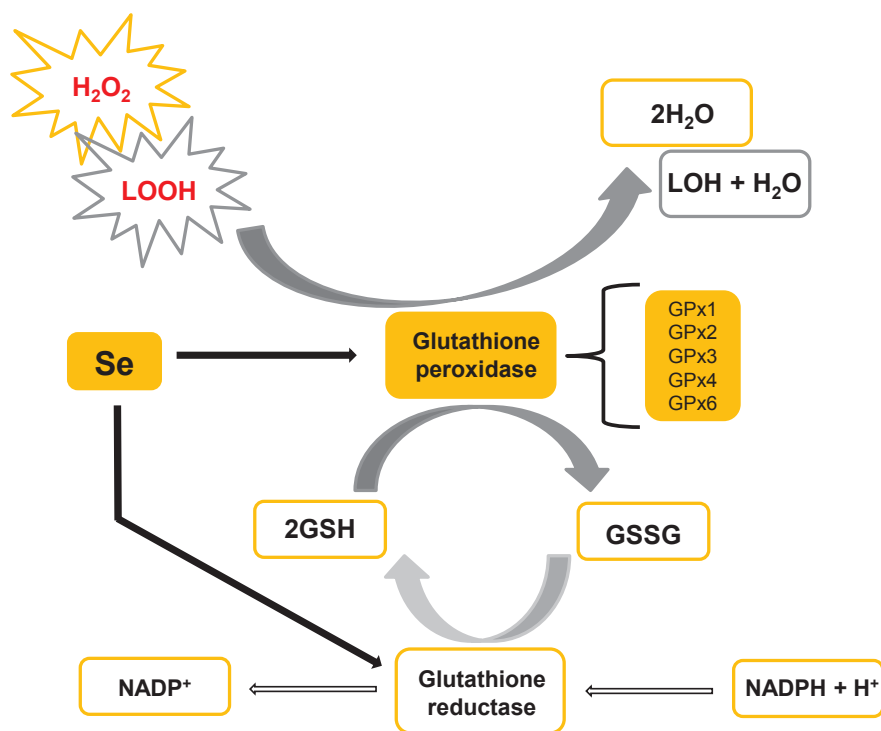 H₂O₂
LOOH
2H₂O
LOH + H₂O
Se
Glutathione
peroxidase
GPx1
GPx2
GPx3
GPx4
GPx6
2GSH
GSSG
NADP⁺
Glutathione
reductase
NADPH + H⁺